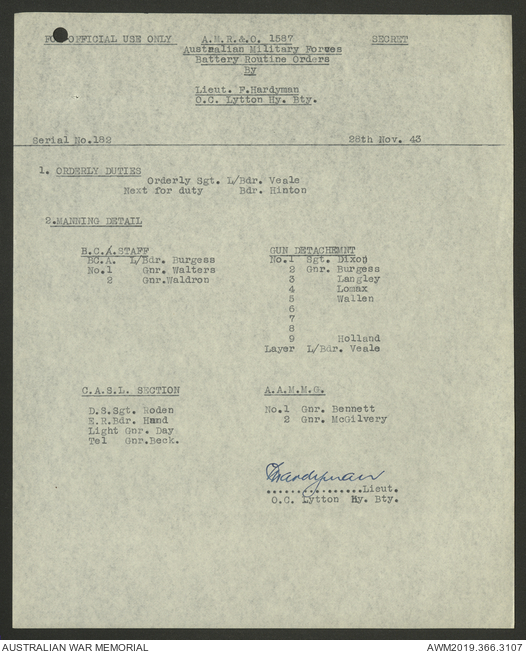 FOR OFFICIAL USE ONLY A.M.R.&.O. 1587 SECRET
Australian Military Forces
Battery Routine Orders
By
Lieut. F.Hardyman
O.C. Lytton Hy. Bty.
Serial No.182 28th Nov. 43
1. ORDERLY DUTIES
Orderly Sgt. L/Bdr. Veale
Next for duty Bdr. Hinton
2.MANNING DETAIL
B.C.A.STAFF
BC.A. L/Bdr. Burgess
No.1 Gnr. Walters
2 Gnr.Waldron
GUN DETACHEMNT
No.1 Sgt. Dixon
2 Gnr. Burgess
3 Langley
4 Lomax
5 Wallen
6
7
8
9 Holland
Layer L/Bdr. Veale
C.A.S.L. SECTION
D.S.Sgt. Roden
E.R.Bdr. Hand
Light Gnr. Day
Tel Gnr.Beck.
A.A.M.M.G.
No.1 Gnr. Bennett
2 Gnr. McGilvery
FHardyman
................Lieut.
O.C. Lytton Hy. Bty.
AUSTRALIAN WAR MEMORIAL AWM2019.366.3107